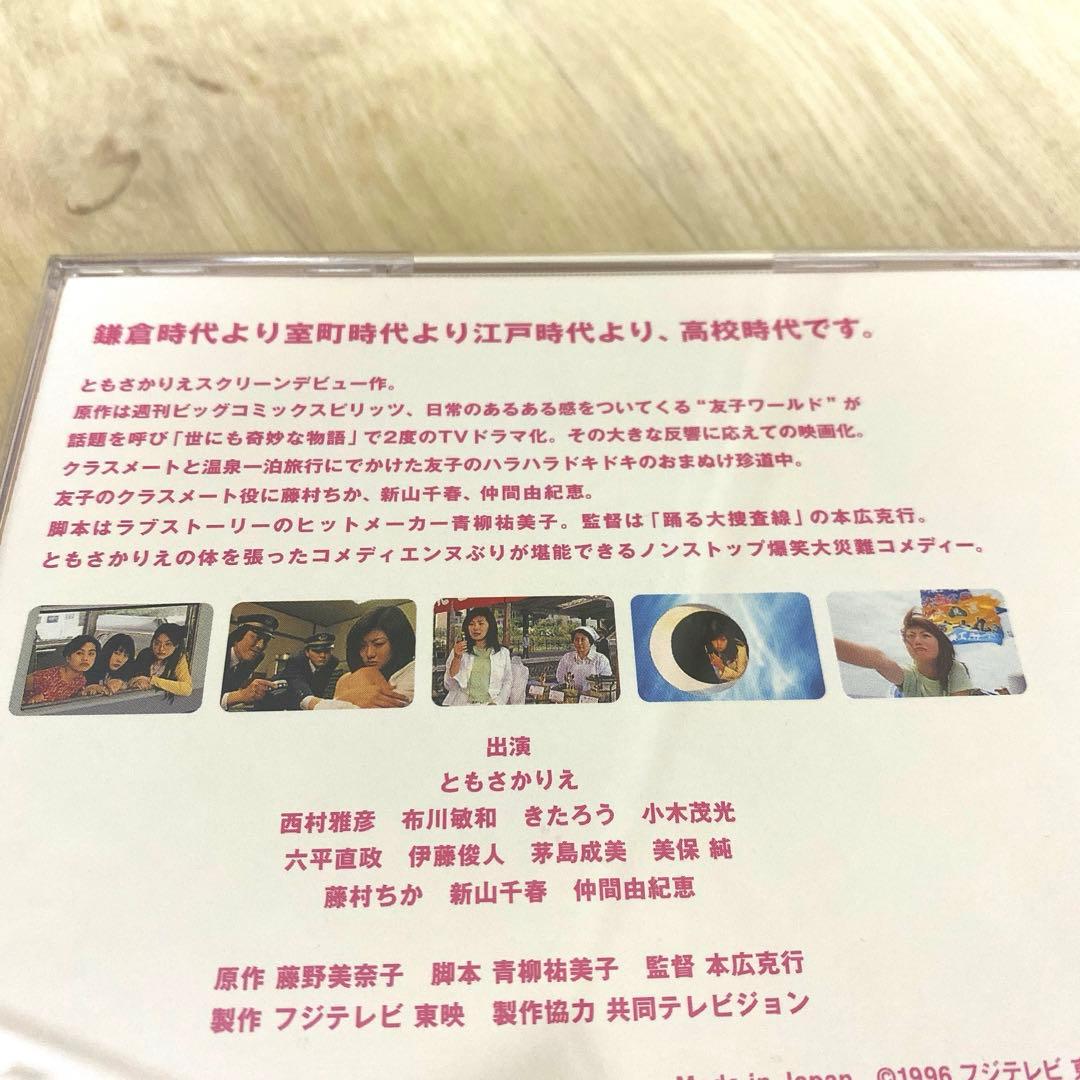 鎌倉時代より室町時代より江戸時代より、高校時代です。
ともさかりえスクリーンデビュー作。
原作は週刊ビッグコミックスピリッツ、日常のあるある感をついてくる“友子ワールド”が
話題を呼び「世にも奇妙な物語」で2度のTVドラマ化。その大きな反響に応えての映画化。
クラスメートと温泉一泊旅行にでかけた友子のハラハラドキドキのおまぬけ珍道中。
友子のクラスメート役に藤村ちか、新山千春、仲間由紀恵。
脚本はラブストーリーのヒットメーカー青柳祐美子。監督は「踊る大捜査線」の本広克行。
ともさかりえの体を張ったコメディエンヌぶりが堪能できるノンストップ爆笑大災難コメディー。
出演
ともさかりえ
西村雅彦 布川敏和 きたろう 小木茂光
六平直政 伊藤俊人 茅島成美 美保 純
藤村ちか 新山千春 仲間由紀恵
原作 藤野美奈子 脚本 青柳祐美子 監督 本広克行
製作 フジテレビ 東映 製作協力 共同テレビジョン
Made in Japan ©1996 フジテレビ